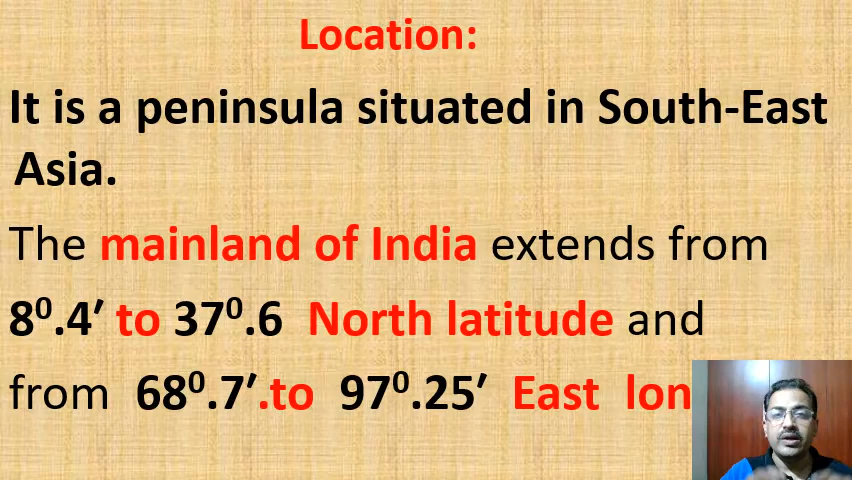 Location:
It is a peninsula situated in South-East
Asia.
The mainland of India extends from
8⁰.4′ to 37⁰.6 North latitude and
from 68⁰.7′.to 97⁰.25′ East lon